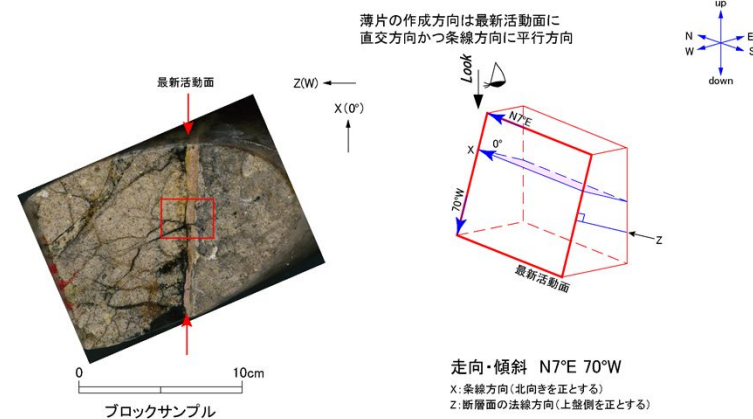 薄片の作成方向は最新活動面に
直交方向かつ条線方向に平行方向
up
N
E
W
S
down
最新活動面
Z(W)
X(0°)
Look
N7°E
X
0°
70°W
Z
最新活動面
0
10cm
ブロックサンプル
走向・傾斜 N7°E 70°W
X:条線方向(北向きを正とする)
Z:断層面の法線方向(上盤側を正とする)